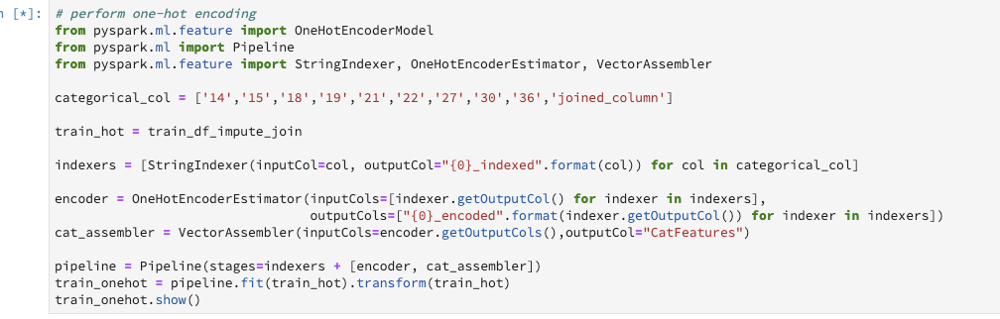 n [*]: # perform one-hot encoding
from pyspark.ml.feature import OneHotEncoderModel
from pyspark.ml import Pipeline
from pyspark.ml.feature import StringIndexer, OneHotEncoderEstimator, VectorAssembler
categorical_col = ['14','15','18','19','21','22','27','30','36','joined_column']
train_hot = train_df_impute_join
indexers = [StringIndexer(inputCol=col, outputCol="{0}_indexed".format(col)) for col in categorical_col]
encoder = OneHotEncoderEstimator(inputCols=[indexer.getOutputCol() for indexer in indexers],
                                 outputCols=["{0}_encoded".format(indexer.getOutputCol()) for indexer in indexers])
cat_assembler = VectorAssembler(inputCols=encoder.getOutputCols(),outputCol="CatFeatures")
pipeline = Pipeline(stages=indexers + [encoder, cat_assembler])
train_onehot = pipeline.fit(train_hot).transform(train_hot)
train_onehot.show()